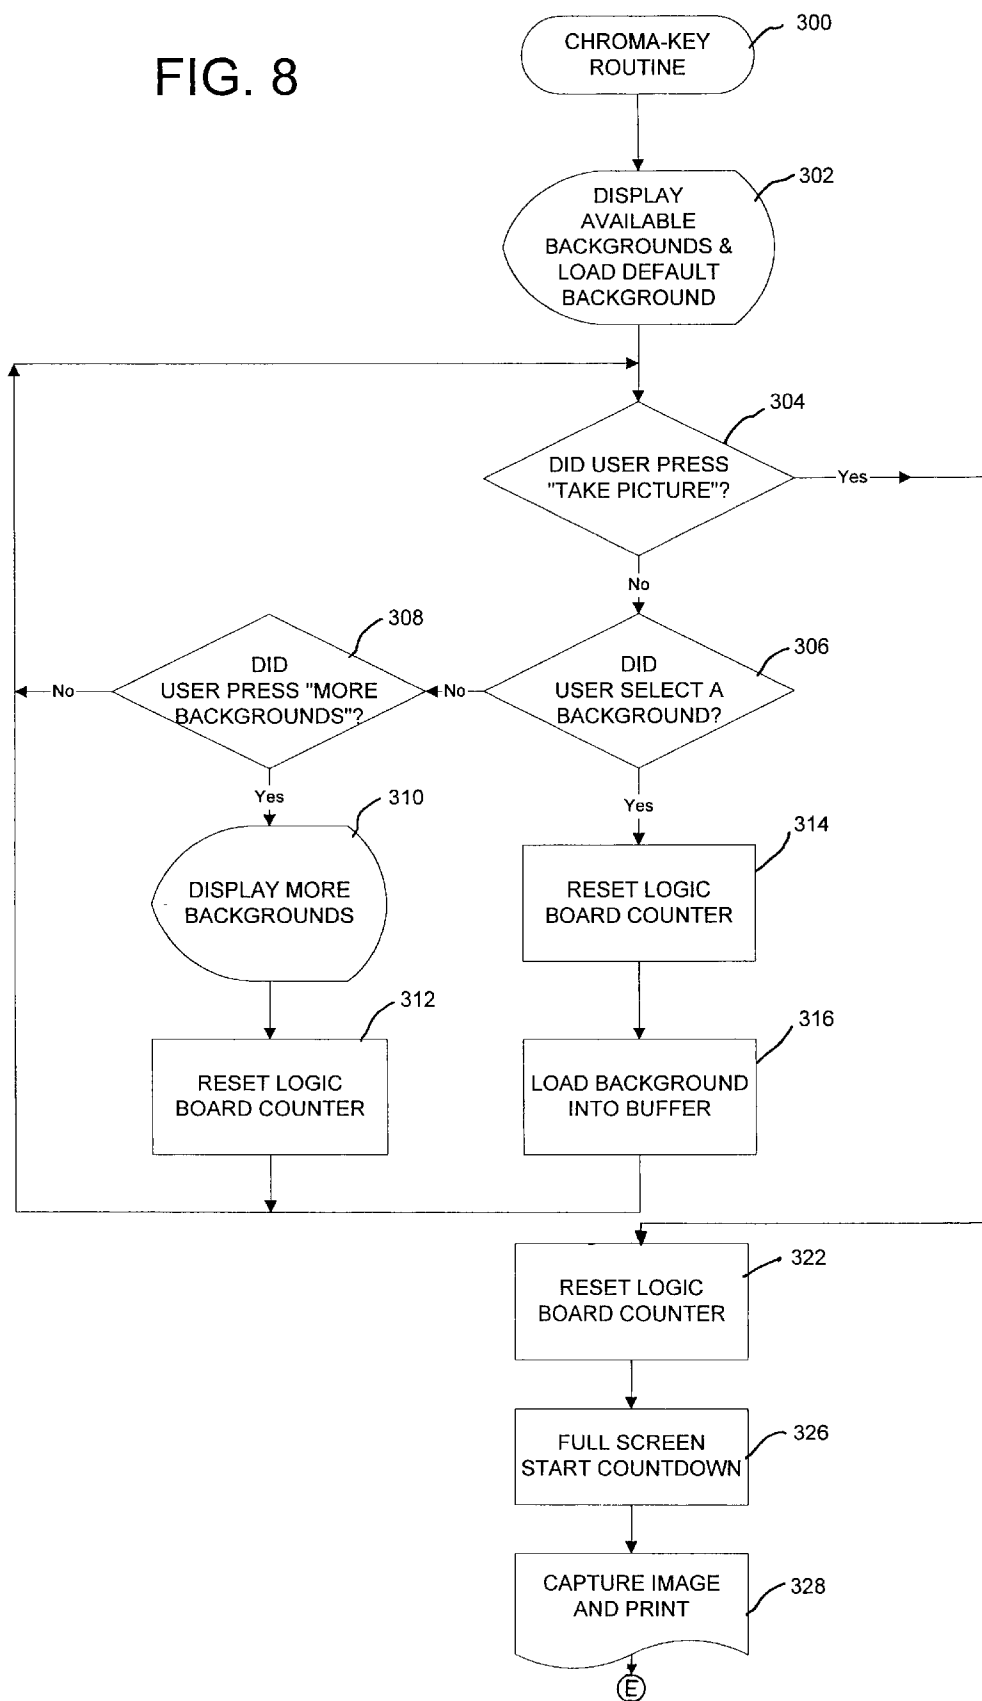 FIG. 8
CHROMA-KEY
ROUTINE
300
DISPLAY
AVAILABLE
BACKGROUNDS &
LOAD DEFAULT
BACKGROUND
302
DID USER PRESS
"TAKE PICTURE"?
304
Yes
No
DID
USER SELECT A
BACKGROUND?
306
No
DID
USER PRESS "MORE
BACKGROUNDS"?
308
No
Yes
DISPLAY MORE
BACKGROUNDS
310
Yes
RESET LOGIC
BOARD COUNTER
314
RESET LOGIC
BOARD COUNTER
312
LOAD BACKGROUND
INTO BUFFER
316
RESET LOGIC
BOARD COUNTER
322
FULL SCREEN
START COUNTDOWN
326
CAPTURE IMAGE
AND PRINT
328
E